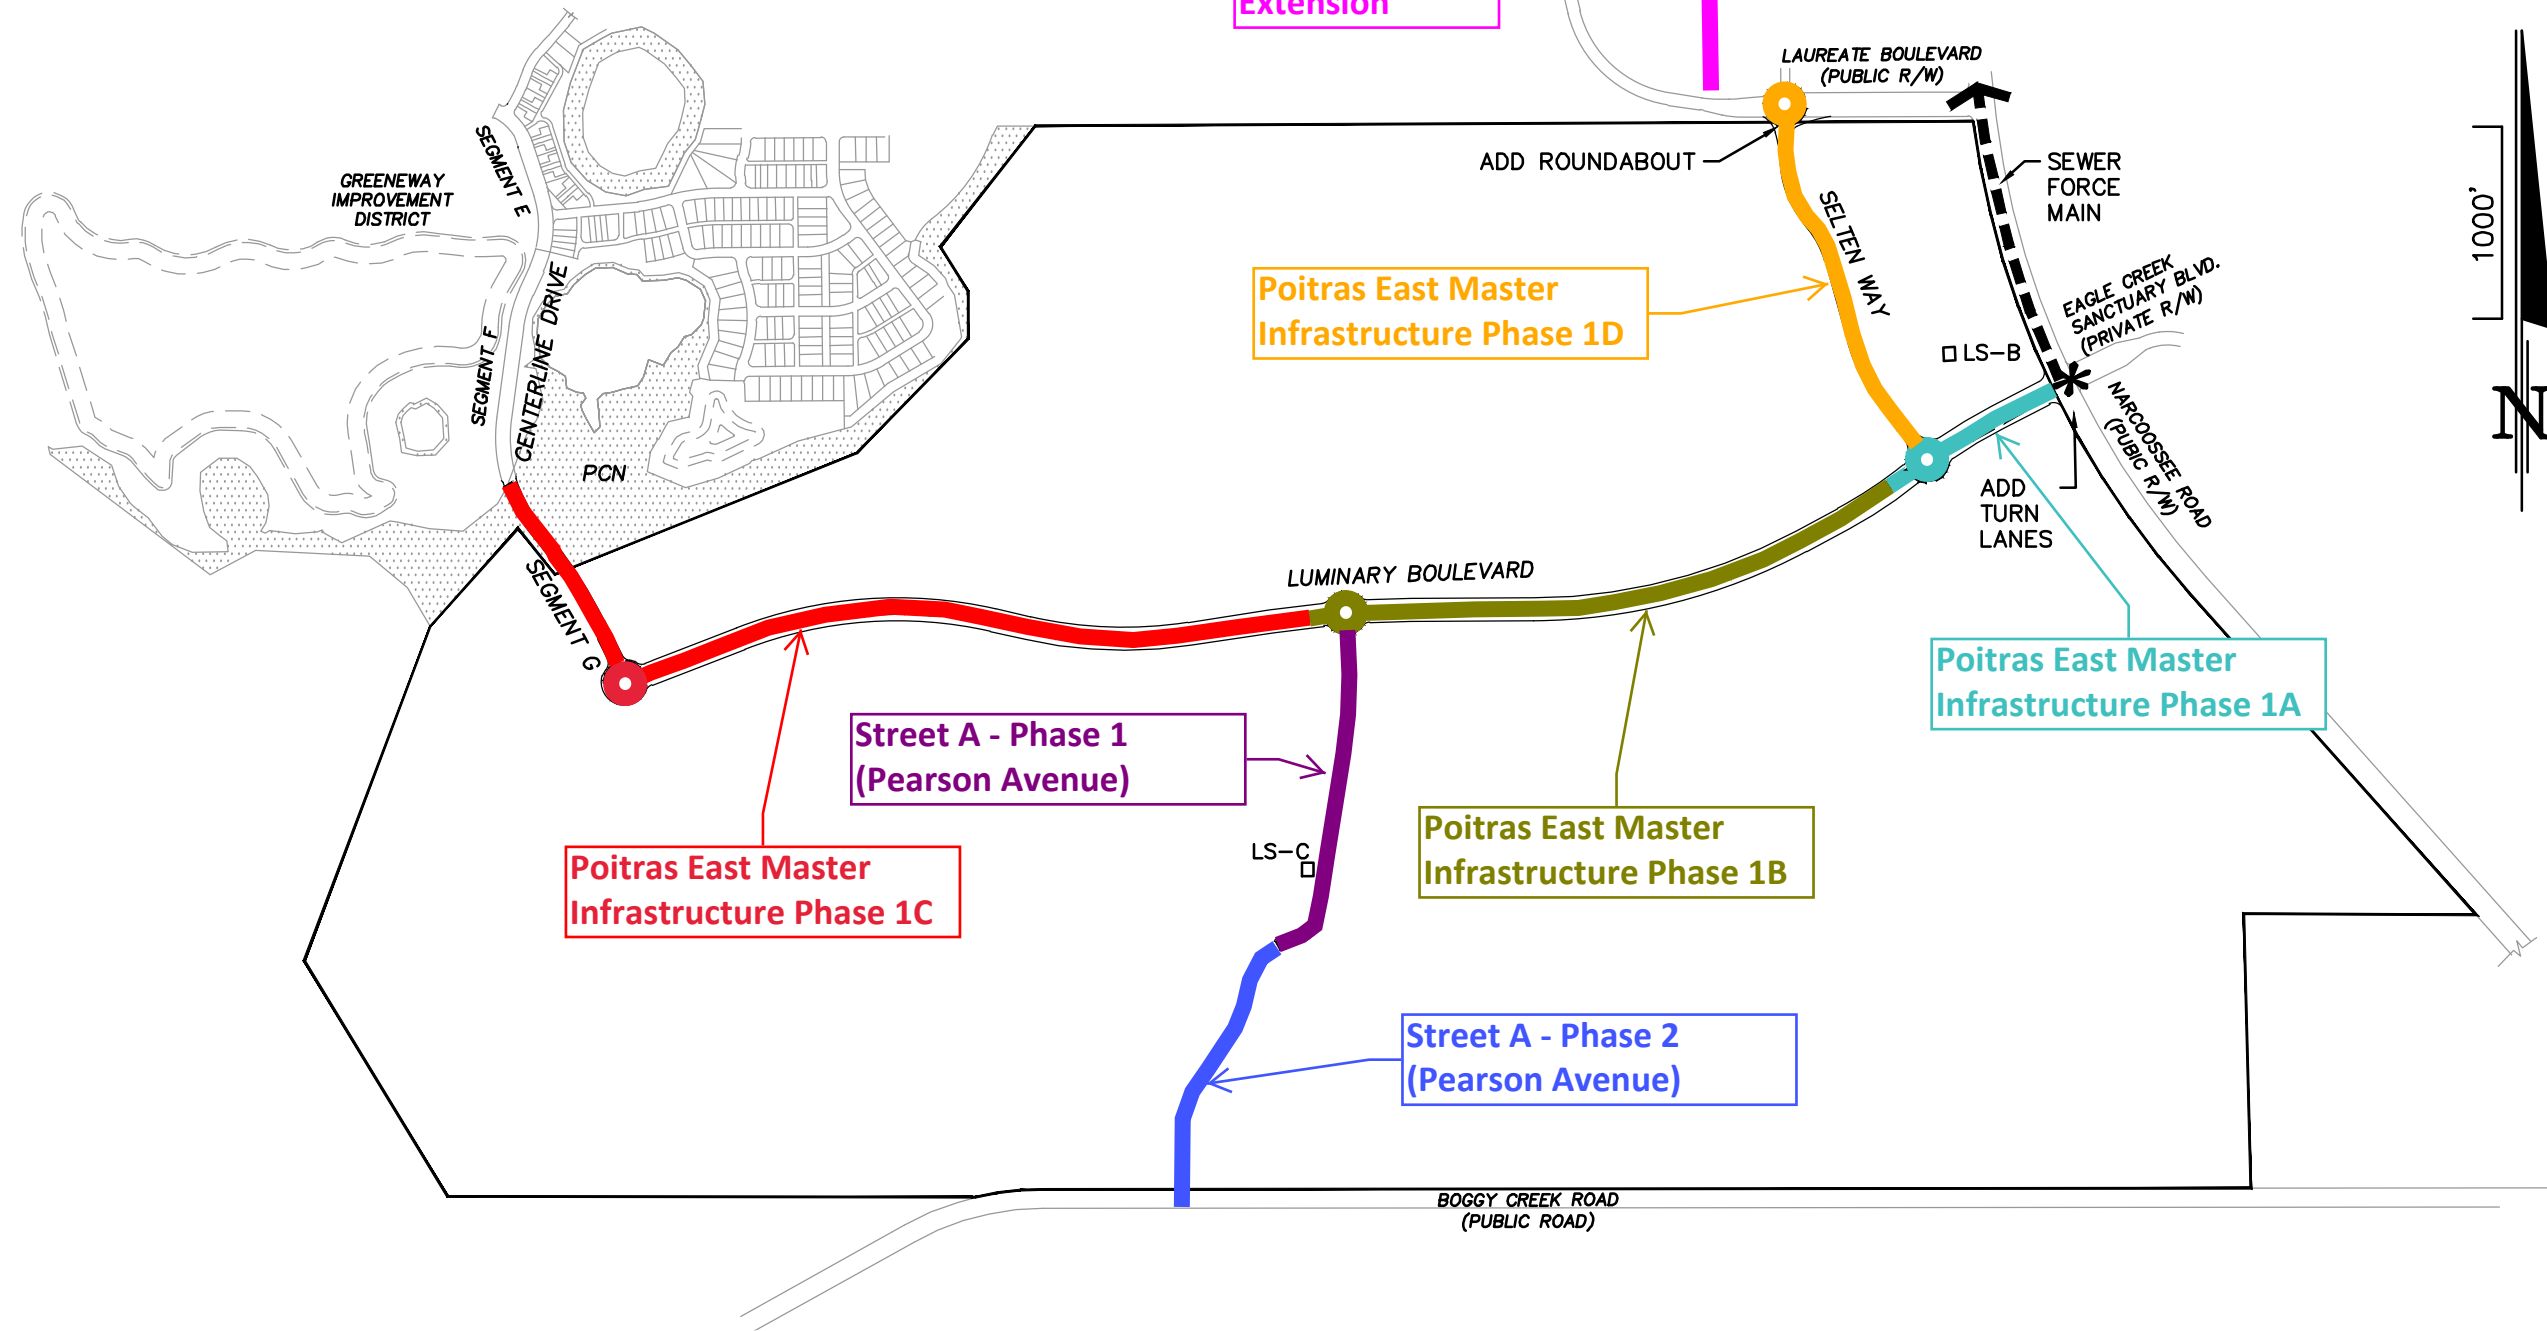 Extension
LAUREATE BOULEVARD
(PUBLIC R/W)
ADD ROUNDABOUT
SEWER
FORCE
MAIN
1000'
SEGMENT E
GREENEWAY
IMPROVEMENT
DISTRICT
SELTEN WAY
EAGLE CREEK
SANCTUARY BLVD.
(PRIVATE R/W)
Poitras East Master
Infrastructure Phase 1D
LS-B
SEGMENT F
CENTERLINE DRIVE
N
NARCOOSSEE ROAD
(PUBIC R/W)
PCN
ADD
TURN
LANES
SEGMENT G
LUMINARY BOULEVARD
Poitras East Master
Infrastructure Phase 1A
Street A - Phase 1
(Pearson Avenue)
Poitras East Master
Infrastructure Phase 1B
LS-C
Poitras East Master
Infrastructure Phase 1C
Street A - Phase 2
(Pearson Avenue)
BOGGY CREEK ROAD
(PUBLIC ROAD)